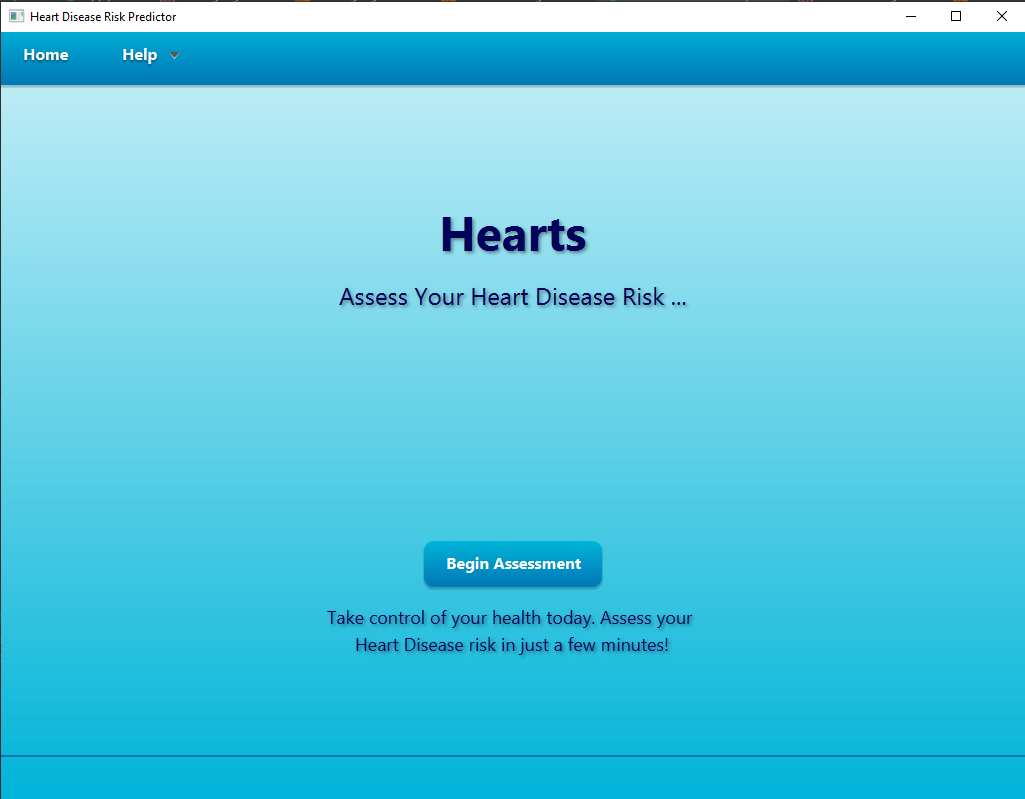 Heart Disease Risk Predictor
Home Help
Hearts
Assess Your Heart Disease Risk ...
Begin Assessment
Take control of your health today. Assess your
Heart Disease risk in just a few minutes!